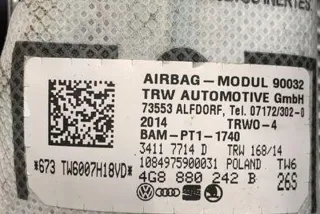 INERTES.
AIRBAG-MODUL 90032
TRW AUTOMOTIVE GmbH
73553 ALFDORF, Tel. 07172/302-0
2014 TRWO-4
BAM-PT1-1740
3411 7714 D TRW 168/14
1084975900031 POLAND TW6
*673 TW6007H18VD*
4G8 880 242 B 26S